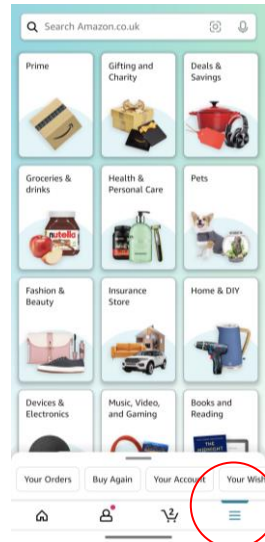 Search Amazon.co.uk
Prime
Gifting and
Charity
Deals &
Savings
Groceries &
drinks
Health &
Personal Care
Pets
nutella
Fashion &
Beauty
Insurance
Store
Home & DIY
Devices &
Electronics
Music, Video,
and Gaming
Books and
Reading
Your Orders
Buy Again
Your Account
Your Wish
2